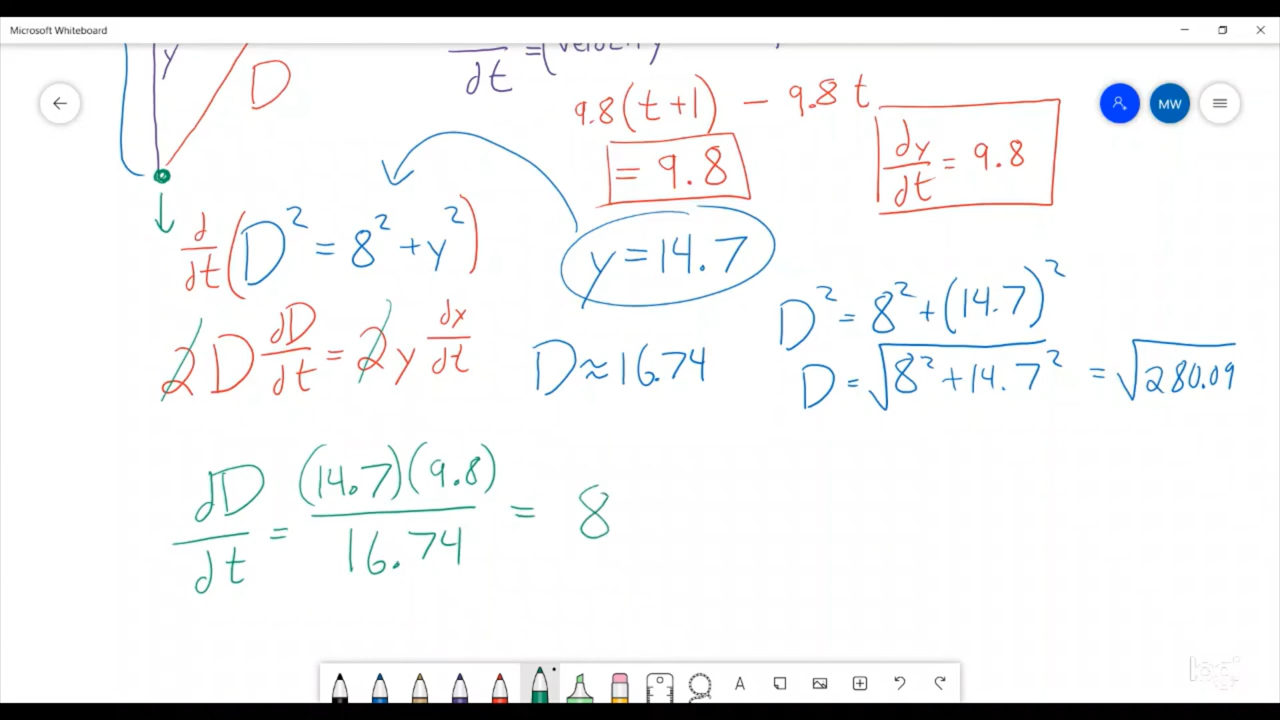 Microsoft Whiteboard
y
D
dt
=
9.8(t+1) - 9.8t
= 9.8
dy/dt = 9.8
MW
d/dt(D² = 8² + y²)
y = 14.7
D² = 8² + (14.7)²
2D dD/dt = 2y dx/dt
D ≈ 16.74
D = √8² + 14.7² = √280.09
dD/dt = (14.7)(9.8)/16.74 = 8
A